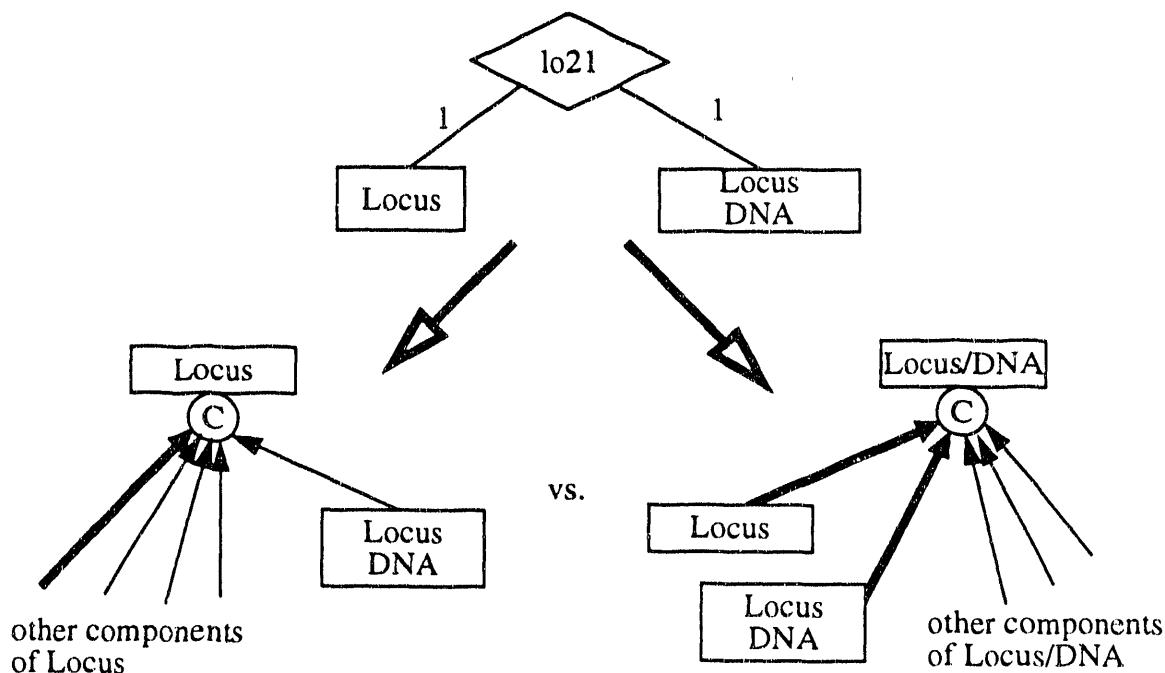 lo21
1
1
Locus
Locus
DNA
Locus
C
Locus/DNA
C
vs.
Locus
DNA
Locus
Locus
DNA
other components
of Locus
other components
of Locus/DNA